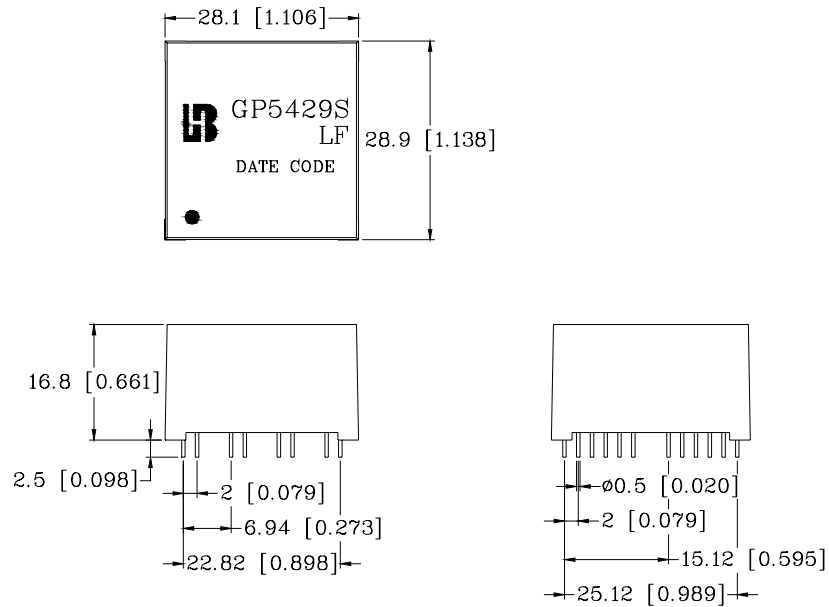 28.1 [1.106]
GP5429S
LF
28.9 [1.138]
DATE CODE
16.8 [0.661]
2.5 [0.098]
2 [0.079]
6.94 [0.273]
22.82 [0.898]
ø0.5 [0.020]
2 [0.079]
15.12 [0.595]
25.12 [0.989]